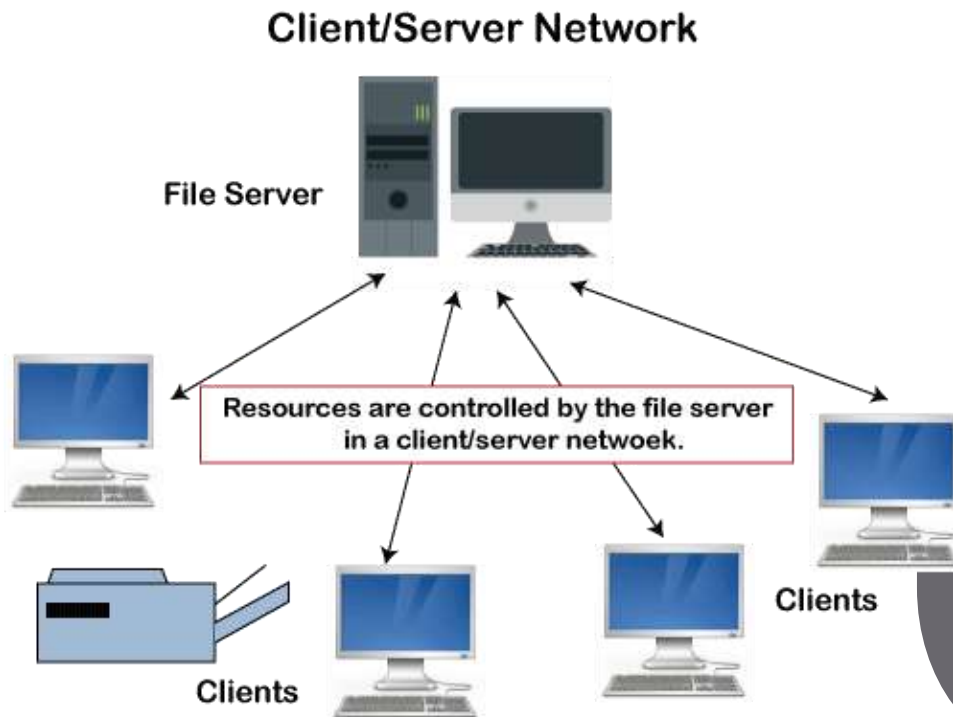 Client/Server Network
File Server
Resources are controlled by the file server
in a client/server netwoek.
Clients
Clients